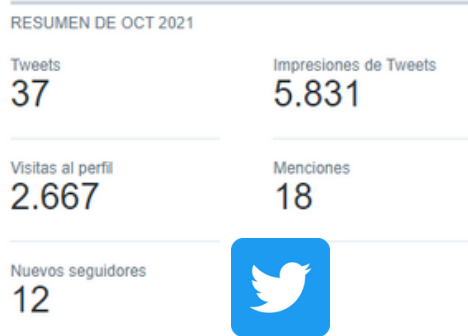 RESUMEN DE OCT 2021
Tweets
37
Impresiones de Tweets
5.831
Visitas al perfil
2.667
Menciones
18
Nuevos seguidores
12